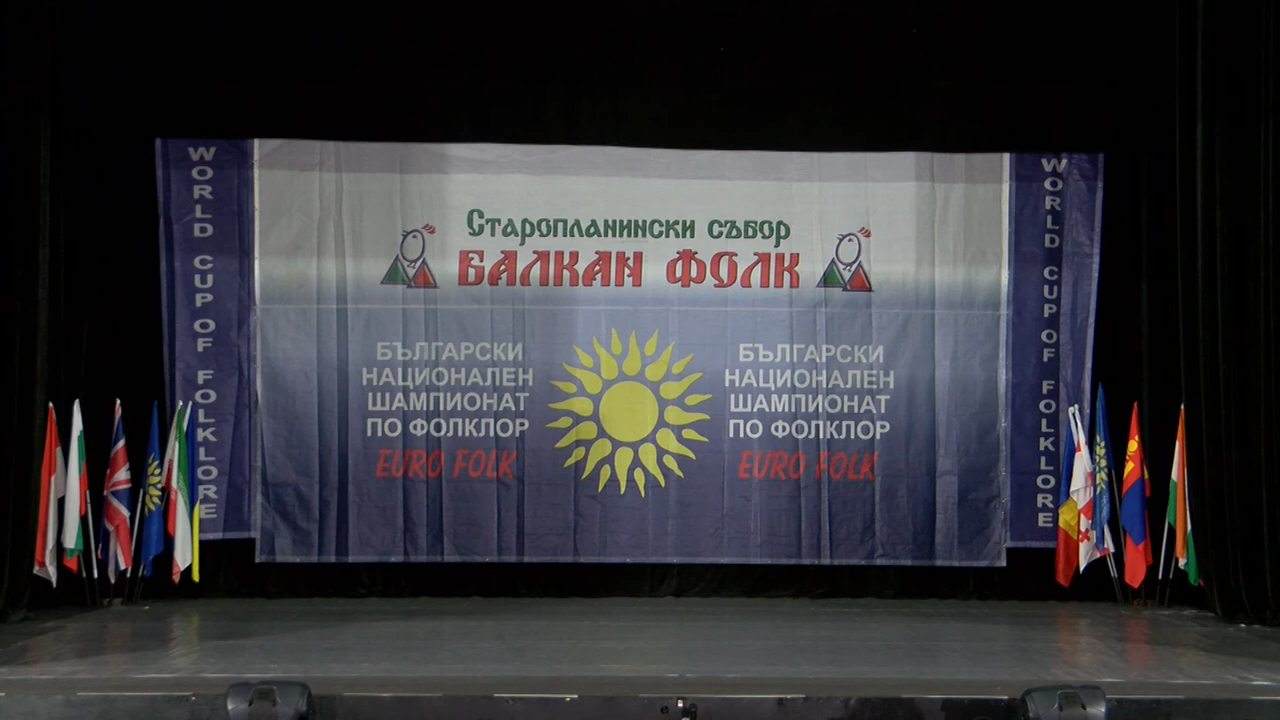 WORLD CUP OF FOLKLORE
Старопланински събор
БАЛКАН ФОЛК
БЪЛГАРСКИ
НАЦИОНАЛЕН
ШАМПИОНАТ
ПО ФОЛКЛОР
EURO FOLK
БЪЛГАРСКИ
НАЦИОНАЛЕН
ШАМПИОНАТ
ПО ФОЛКЛОР
EURO FOLK
WORLD CUP OF FOLKLORE